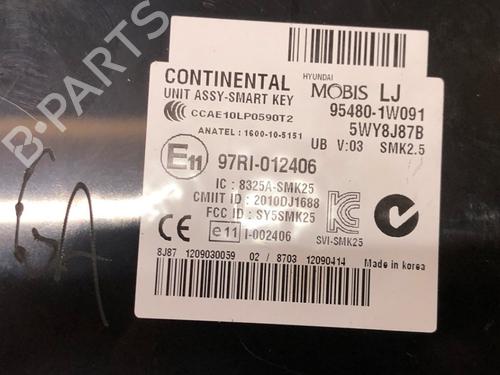 B-PARTS
CONTINENTAL
UNIT ASSY-SMART KEY
CCAE10LP0590T2
ANATEL : 1600-10-5151
HYUNDAI
MOBIS LJ
95480-1W091
5WY8J87B
UB V:03 SMK2.5
E11 97RI-012406
IC : 8325A-SMK25
CMIIT ID : 2010DJ1688
FCC ID : SY5SMK25
CE e11 I-002406
SVI-SMK25
8J87 1209030059 02 / 8703 12090414 Made in korea